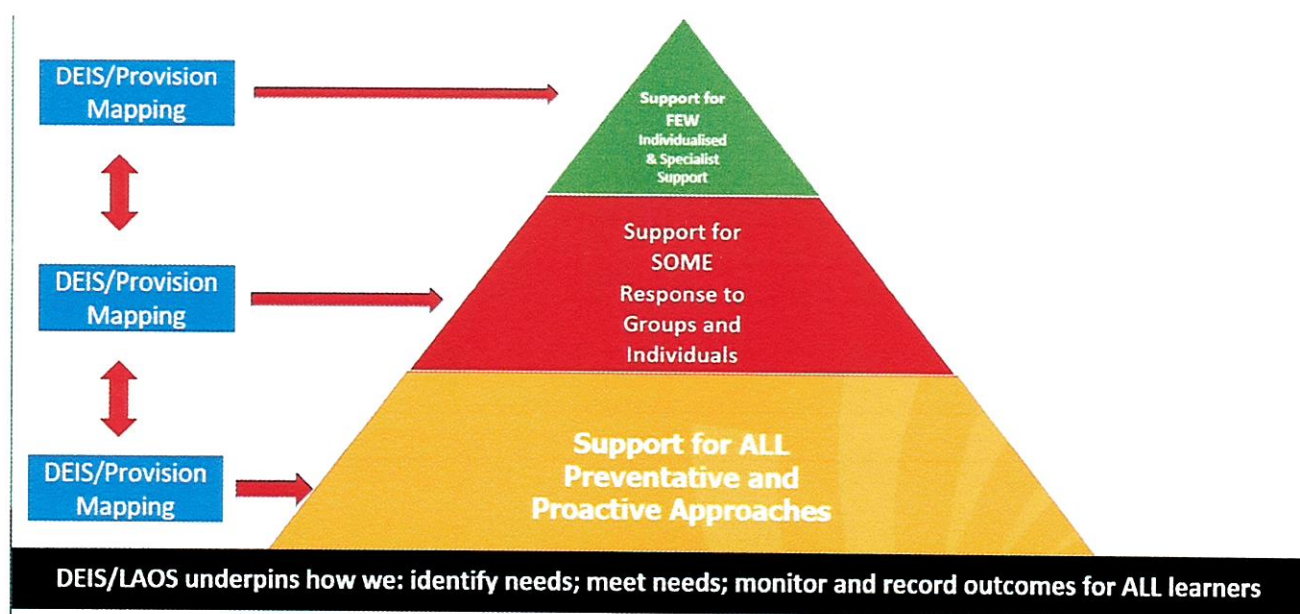 DEIS/Provision
Mapping
Support for
FEW
Individualised
& Specialist
Support
DEIS/Provision
Mapping
Support for
SOME
Response to
Groups and
Individuals
DEIS/Provision
Mapping
Support for ALL
Preventative and
Proactive Approaches
DEIS/LAOS underpins how we: identify needs; meet needs; monitor and record outcomes for ALL learners